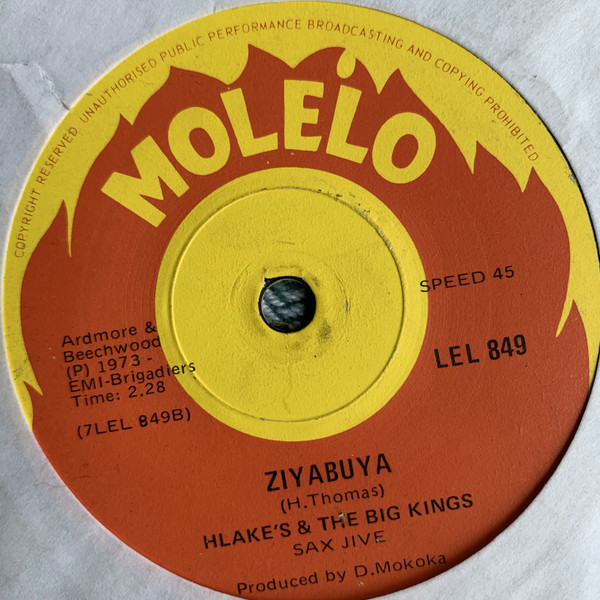 COPYRIGHT RESERVED UNAUTHORISED PUBLIC PERFORMANCE BROADCASTING AND COPYING PROHIBITED
MOLELO
SPEED 45
LEL 849
Ardmore &
Beechwood
(P) 1973 -
EMI-Brigadiers
Time: 2.28
(7LEL 849B)
ZIYABUYA
(H.Thomas)
HLAKE'S & THE BIG KINGS
SAX JIVE
Produced by D.Mokoka